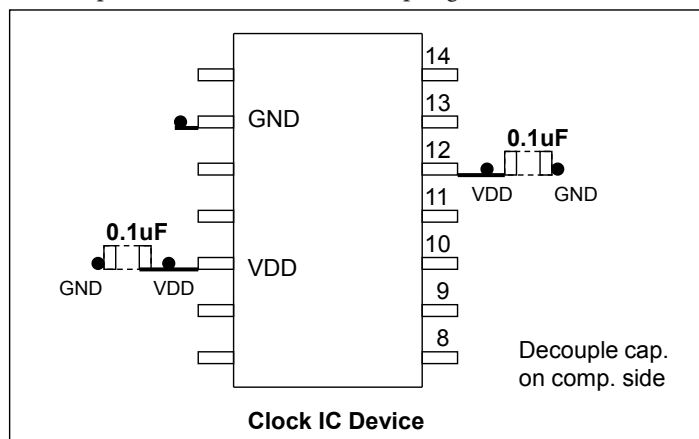 14
GND
13
0.1uF
12
VDD
GND
11
0.1uF
VDD
10
GND
VDD
9
8
Decouple cap.
on comp. side
Clock IC Device